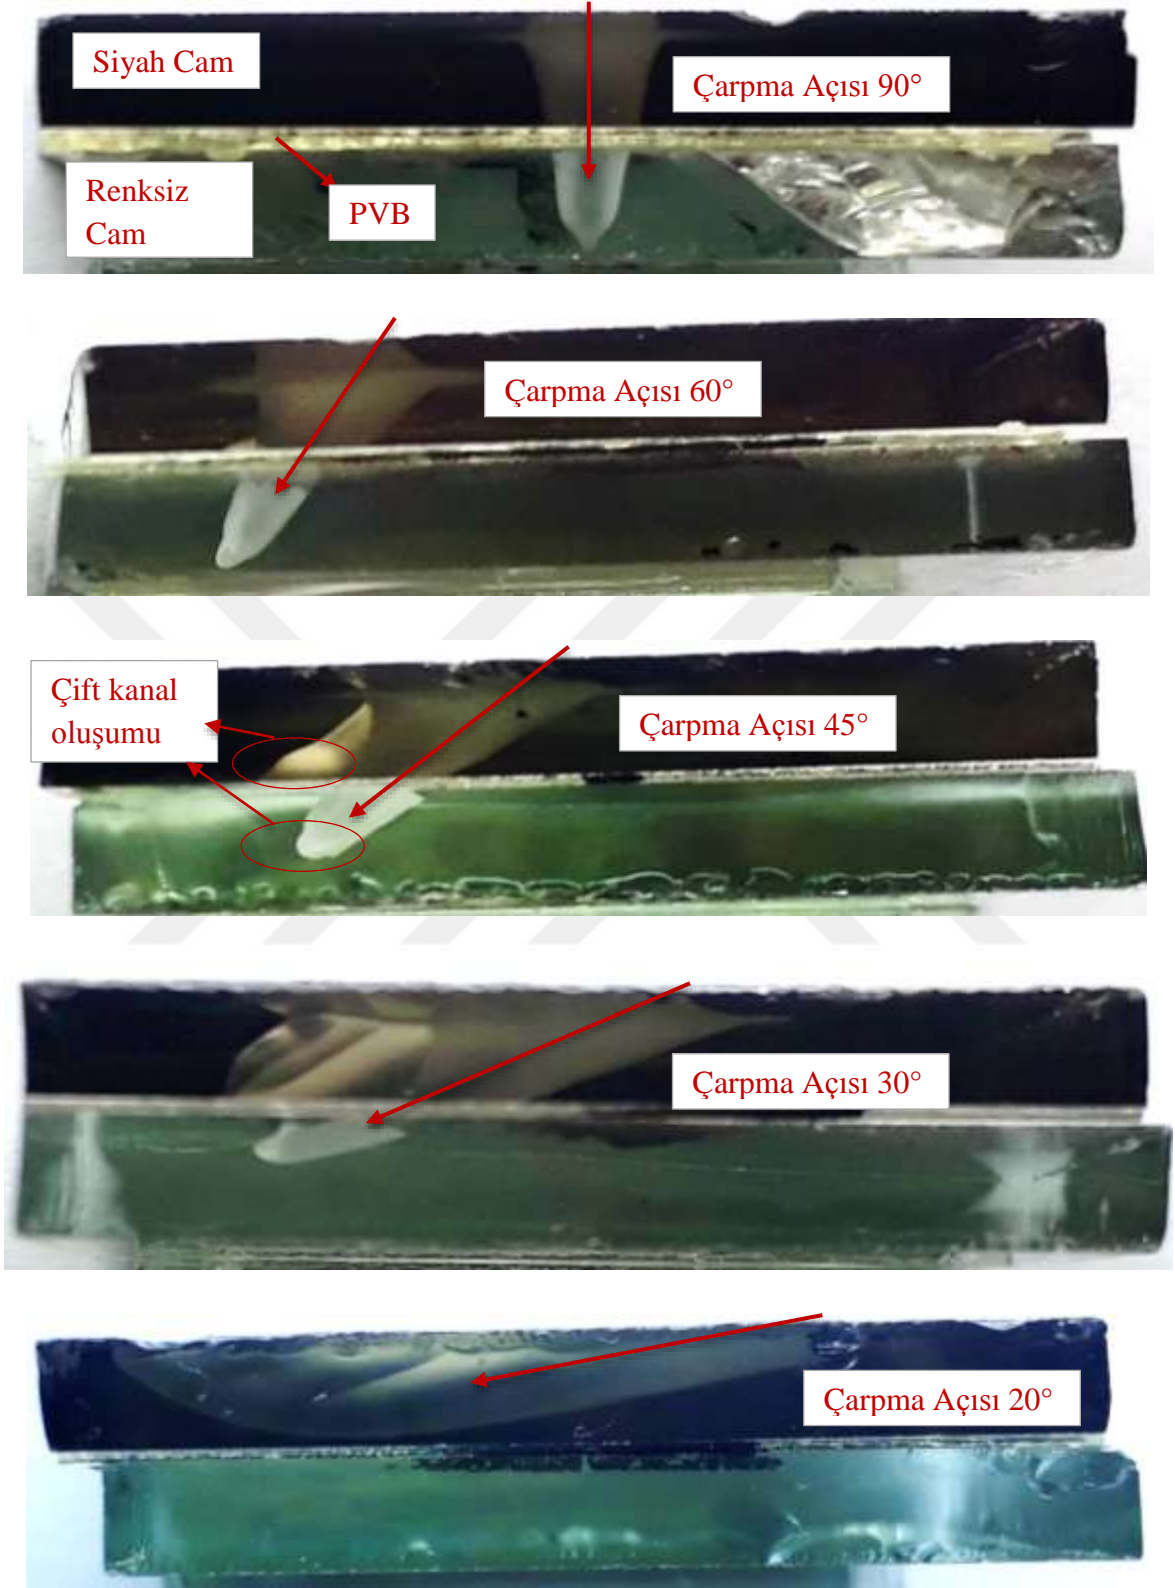 Siyah Cam
Çarpma Açısı 90°
Renksiz
Cam
PVB
Çarpma Açısı 60°
Çift kanal
oluşumu
Çarpma Açısı 45°
Çarpma Açısı 30°
Çarpma Açısı 20°